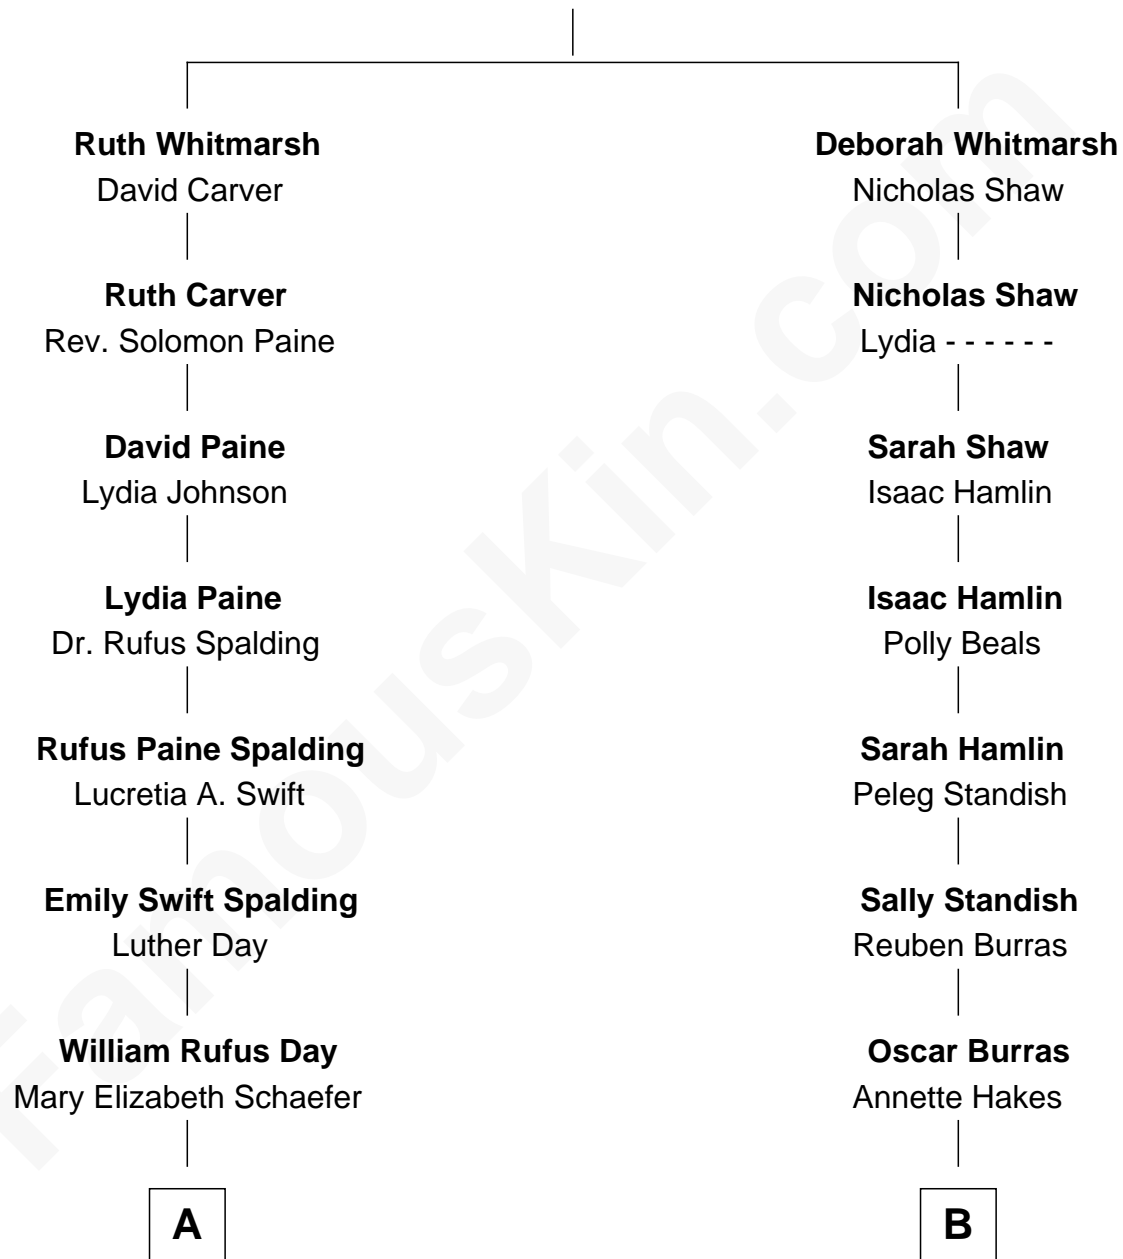 Ruth Whitmarsh
David Carver
Ruth Carver
Rev. Solomon Paine
David Paine
Lydia Johnson
Lydia Paine
Dr. Rufus Spalding
Rufus Paine Spalding
Lucretia A. Swift
Emily Swift Spalding
Luther Day
William Rufus Day
Mary Elizabeth Schaefer
A
Deborah Whitmarsh
Nicholas Shaw
Nicholas Shaw
Lydia - - - - - -
Sarah Shaw
Isaac Hamlin
Isaac Hamlin
Polly Beals
Sarah Hamlin
Peleg Standish
Sally Standish
Reuben Burras
Oscar Burras
Annette Hakes
B
FamousKin.com